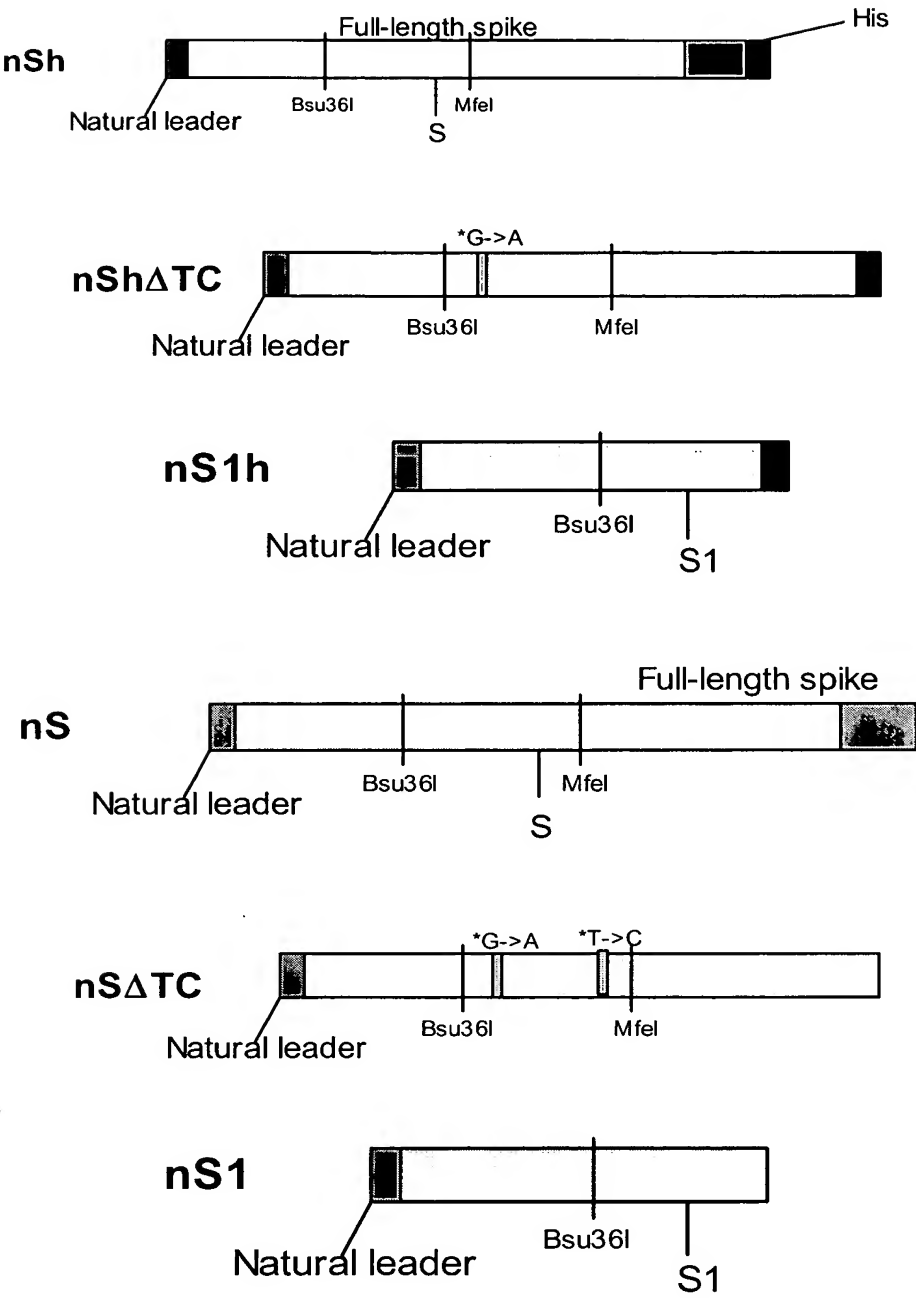 Full-length spike
His
nSh
Bsu36I
MfeI
Natural leader
S
*G->A
nShΔTC
Bsu36I
MfeI
Natural leader
nS1h
Bsu36I
Natural leader
S1
Full-length spike
nS
Bsu36I
MfeI
Natural leader
S
*G->A
*T->C
nSΔTC
Bsu36I
MfeI
Natural leader
nS1
Bsu36I
Natural leader
S1